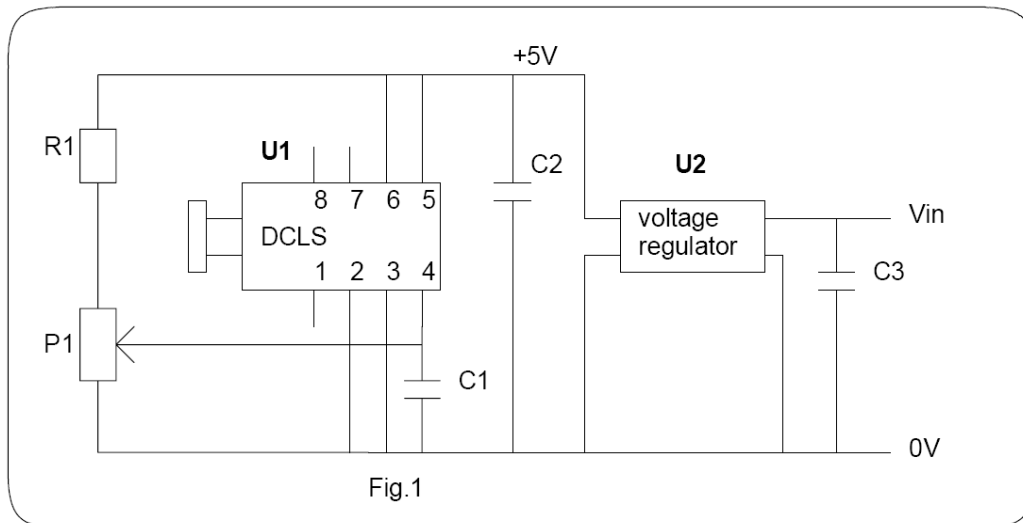 +5V
R1
U1
C2
U2
8 7 6 5
DCLS
1 2 3 4
voltage
regulator
Vin
C3
P1
C1
0V
Fig.1